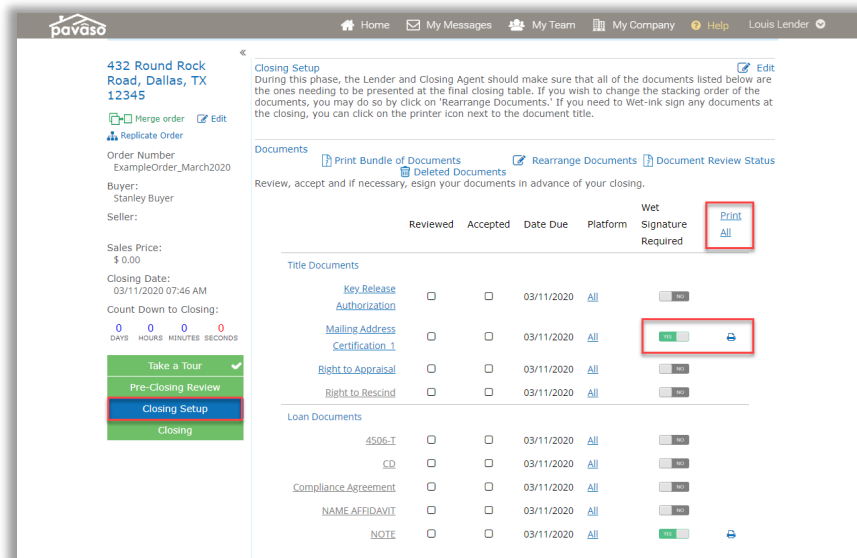 pavaso
Home My Messages My Team My Company Help Louis Lender
«
432 Round Rock
Road, Dallas, TX
12345
Merge order Edit
Replicate Order
Order Number
ExampleOrder_March2020
Buyer:
Stanley Buyer
Seller:
Sales Price:
$ 0.00
Closing Date:
03/11/2020 07:46 AM
Count Down to Closing:
0 0 0 0
DAYS HOURS MINUTES SECONDS
Take a Tour
Pre-Closing Review
Closing Setup
Closing
Closing Setup Edit
During this phase, the Lender and Closing Agent should make sure that all of the documents listed below are
the ones needing to be presented at the final closing table. If you wish to change the stacking order of the
documents, you may do so by click on 'Rearrange Documents.' If you need to Wet-ink sign any documents at
the closing, you can click on the printer icon next to the document title.
Documents
Print Bundle of Documents Rearrange Documents Document Review Status
Deleted Documents
Review, accept and if necessary, esign your documents in advance of your closing.
Reviewed Accepted Date Due Platform Wet
Signature
Required
Print
All
Title Documents
Key Release
Authorization 03/11/2020 All NO
Mailing Address
Certification_1 03/11/2020 All YES
Right to Appraisal 03/11/2020 All NO
Right to Rescind 03/11/2020 All NO
Loan Documents
4506-T 03/11/2020 All NO
CD 03/11/2020 All NO
Compliance Agreement 03/11/2020 All NO
NAME AFFIDAVIT 03/11/2020 All NO
NOTE 03/11/2020 All YES